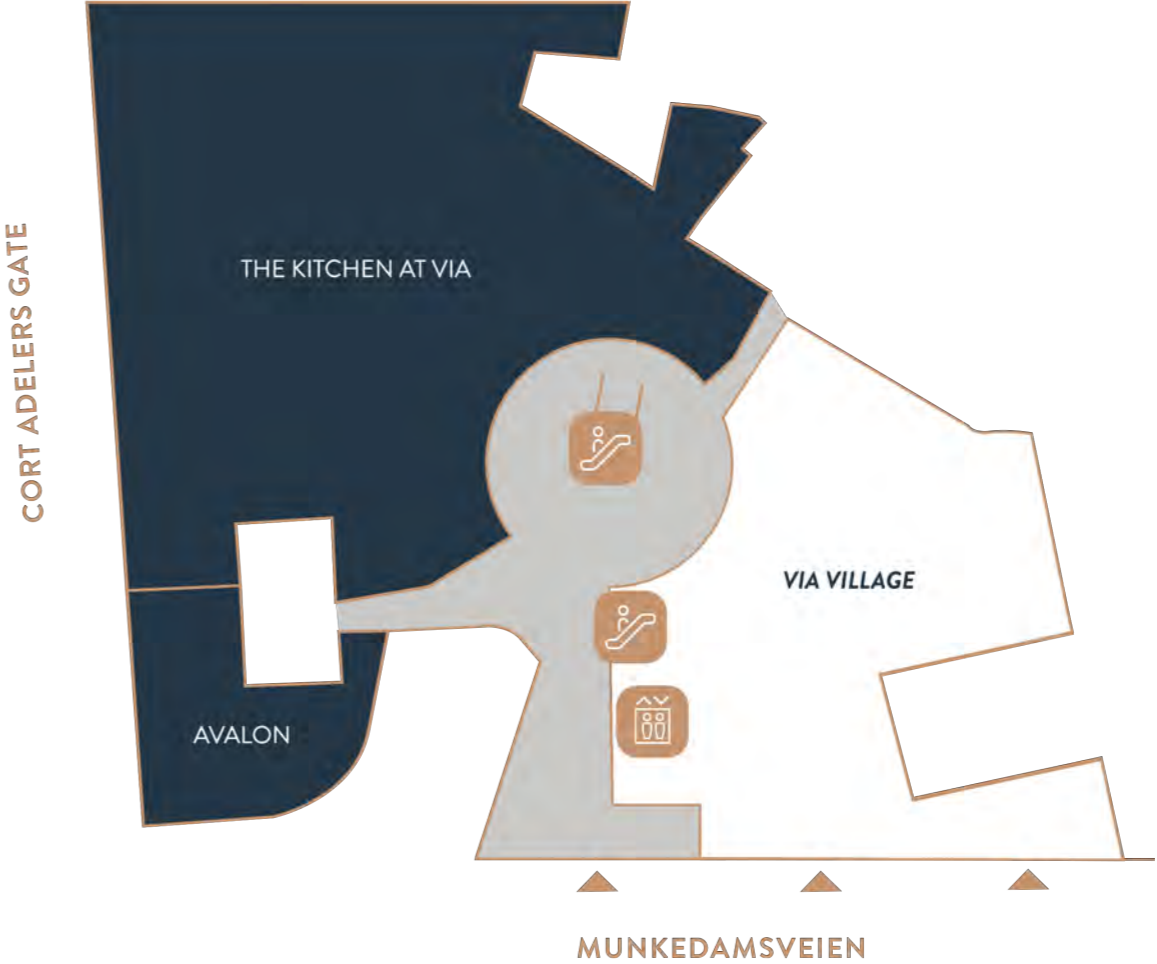 THE KITCHEN AT VIA
CORT ADELERS GATE
VIA VILLAGE
AVALON
MUNKEDAMSVEIEN